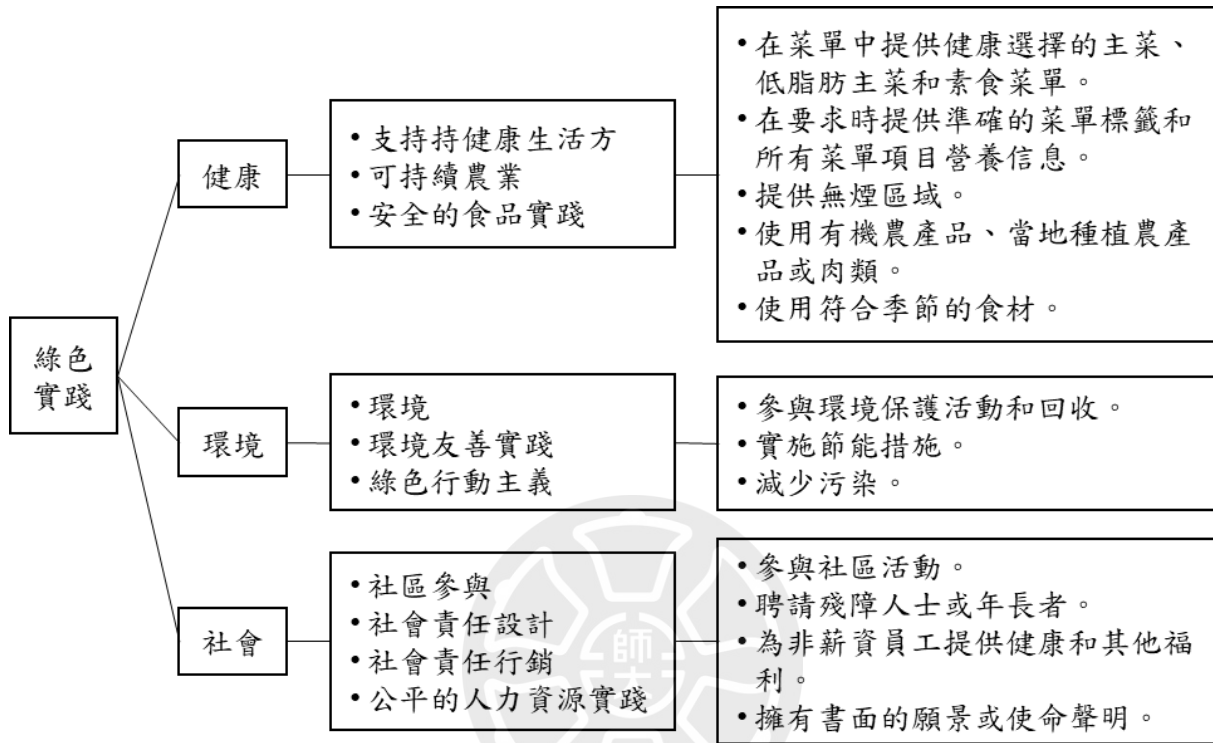 綠色
實踐
健康
• 支持持健康生活方
• 可持續農業
• 安全的食品實踐
• 在菜單中提供健康選擇的主菜、
低脂肪主菜和素食菜單。
• 在要求時提供準確的菜單標籤和
所有菜單項目營養信息。
• 提供無煙區域。
• 使用有機農產品、當地種植農產
品或肉類。
• 使用符合季節的食材。
環境
• 環境
• 環境友善實踐
• 綠色行動主義
• 參與環境保護活動和回收。
• 實施節能措施。
• 減少污染。
社會
• 社區參與
• 社會責任設計
• 社會責任行銷
• 公平的人力資源實踐
• 參與社區活動。
• 聘請殘障人士或年長者。
• 為非薪資員工提供健康和其他福
利。
• 擁有書面的願景或使命聲明。
師大